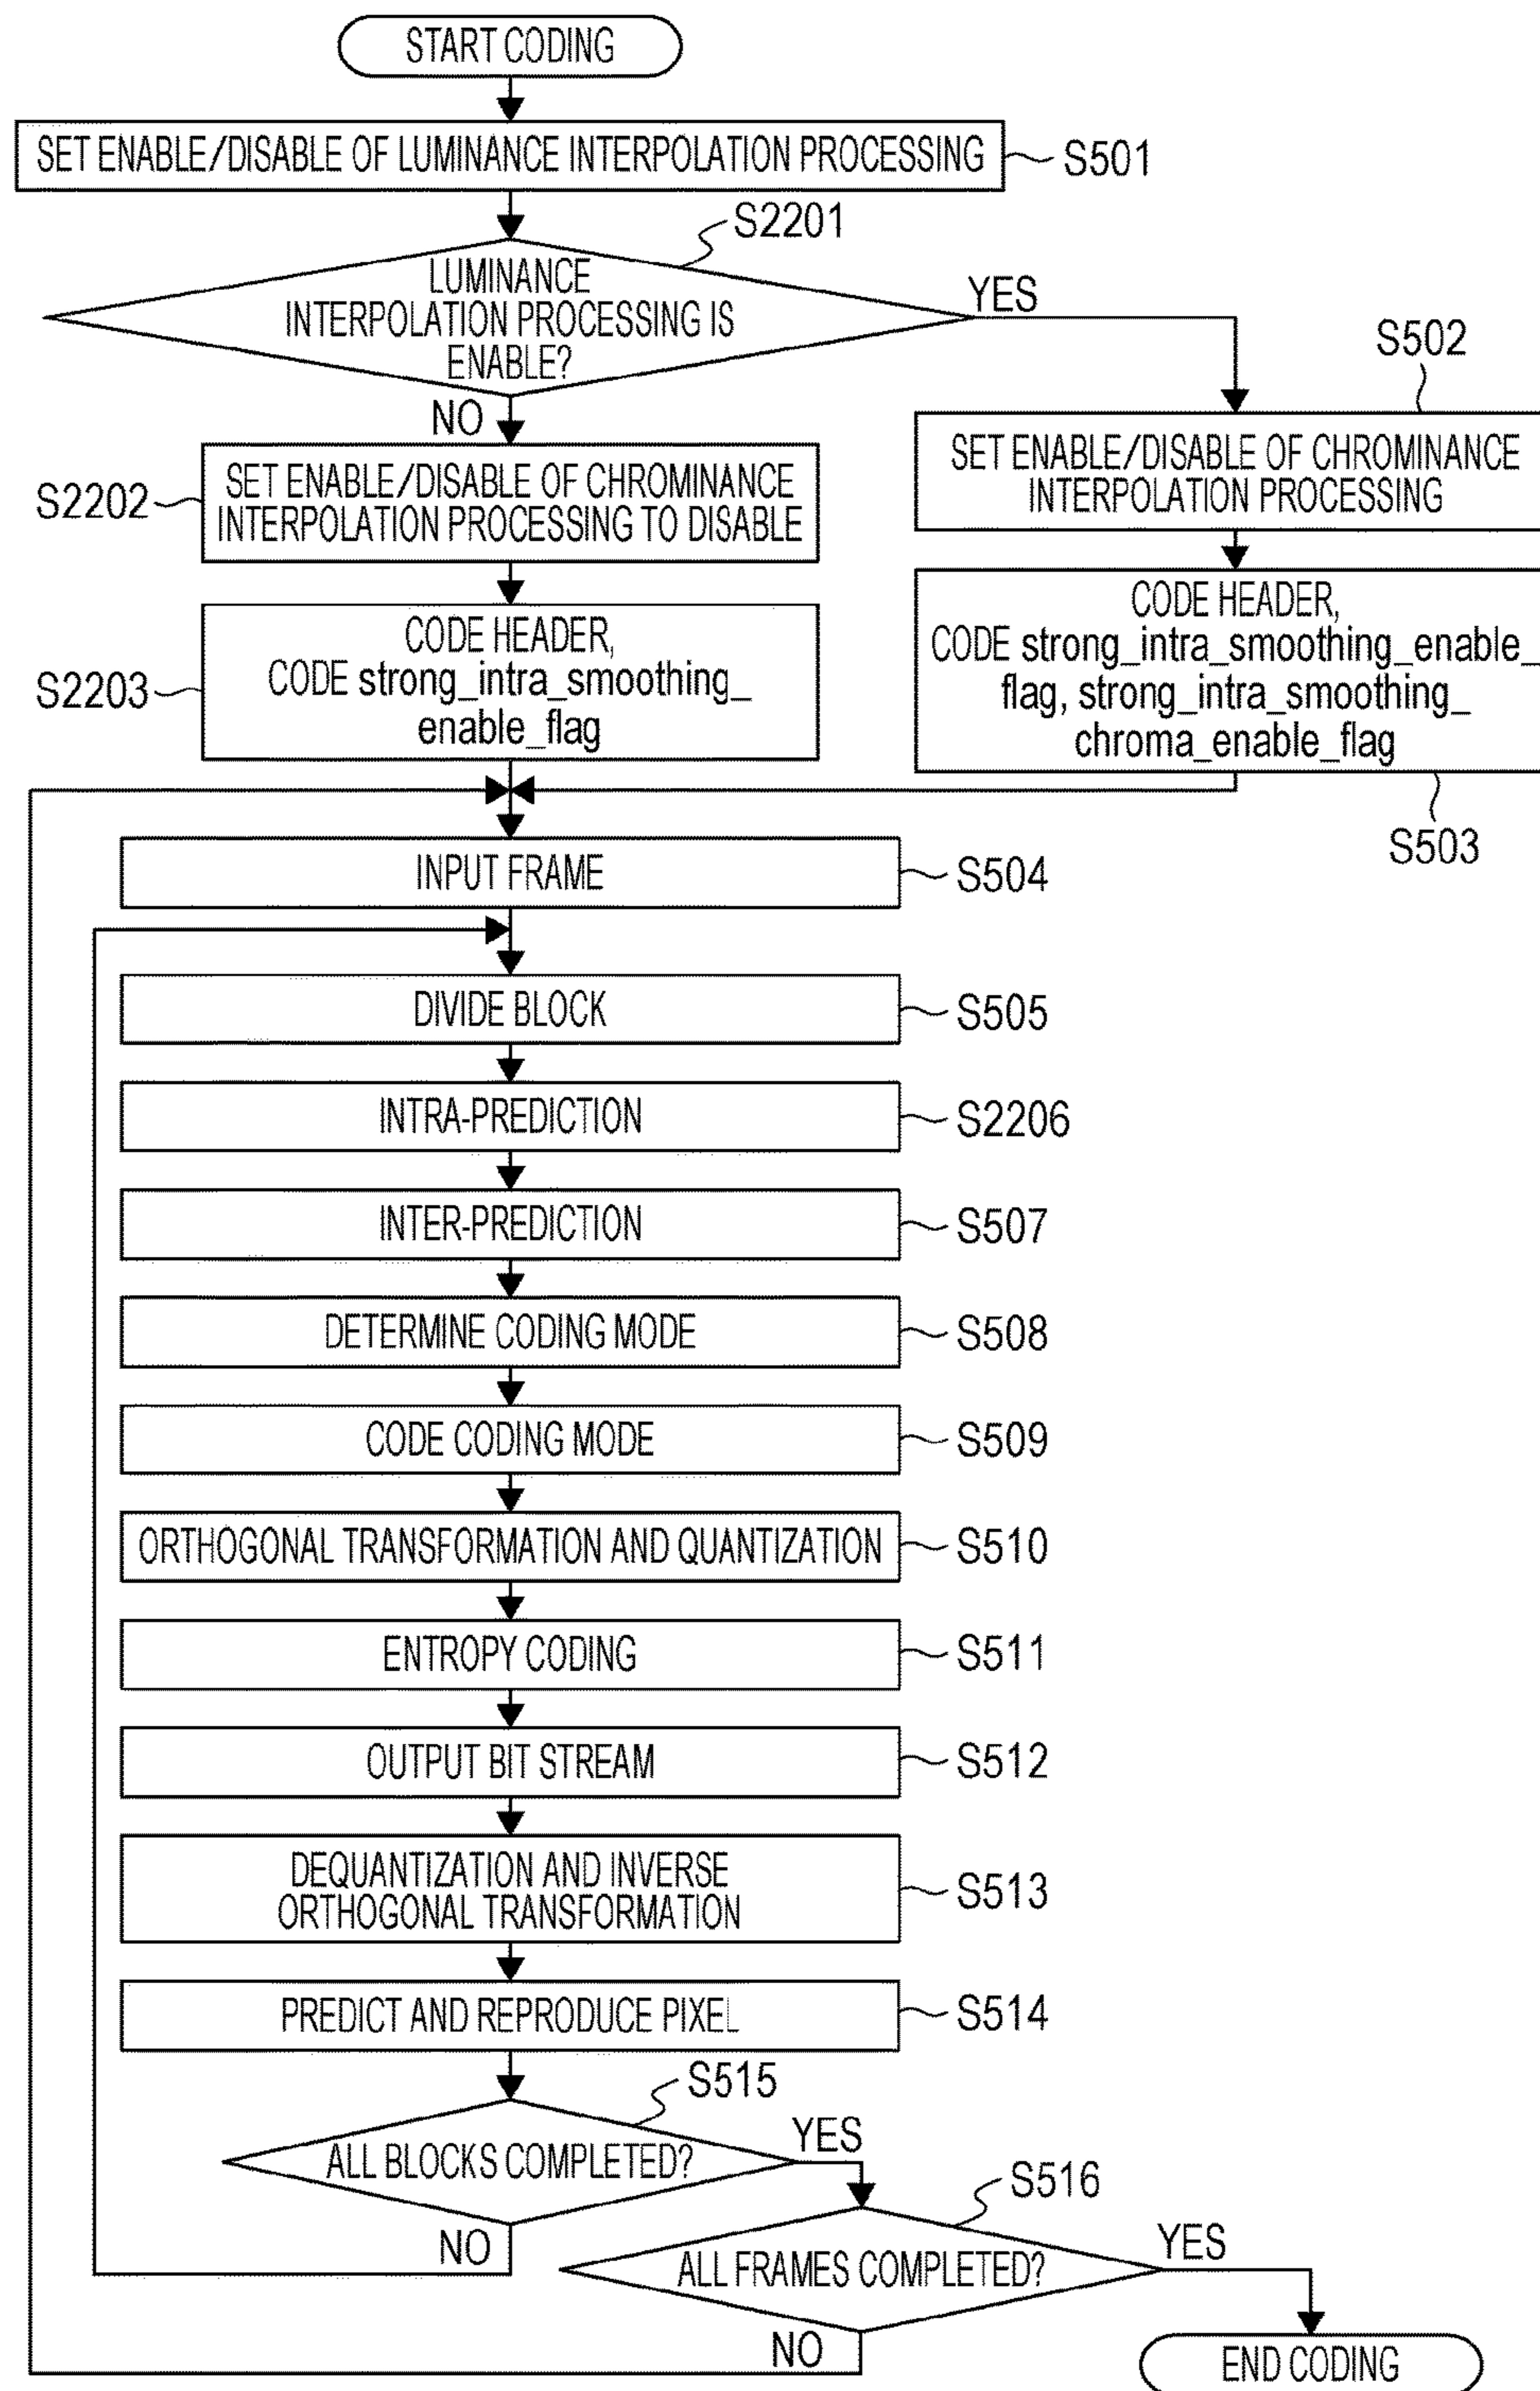 START CODING
SET ENABLE/DISABLE OF LUMINANCE INTERPOLATION PROCESSING
S501
S2201
LUMINANCE
INTERPOLATION PROCESSING IS
ENABLE?
YES
NO
S502
SET ENABLE/DISABLE OF CHROMINANCE
INTERPOLATION PROCESSING
S2202
SET ENABLE/DISABLE OF CHROMINANCE
INTERPOLATION PROCESSING TO DISABLE
CODE HEADER,
CODE strong_intra_smoothing_enable_
flag, strong_intra_smoothing_
chroma_enable_flag
S503
S2203
CODE HEADER,
CODE strong_intra_smoothing_
enable_flag
INPUT FRAME
S504
DIVIDE BLOCK
S505
INTRA-PREDICTION
S2206
INTER-PREDICTION
S507
DETERMINE CODING MODE
S508
CODE CODING MODE
S509
ORTHOGONAL TRANSFORMATION AND QUANTIZATION
S510
ENTROPY CODING
S511
OUTPUT BIT STREAM
S512
DEQUANTIZATION AND INVERSE
ORTHOGONAL TRANSFORMATION
S513
PREDICT AND REPRODUCE PIXEL
S514
S515
ALL BLOCKS COMPLETED?
YES
NO
S516
ALL FRAMES COMPLETED?
YES
NO
END CODING